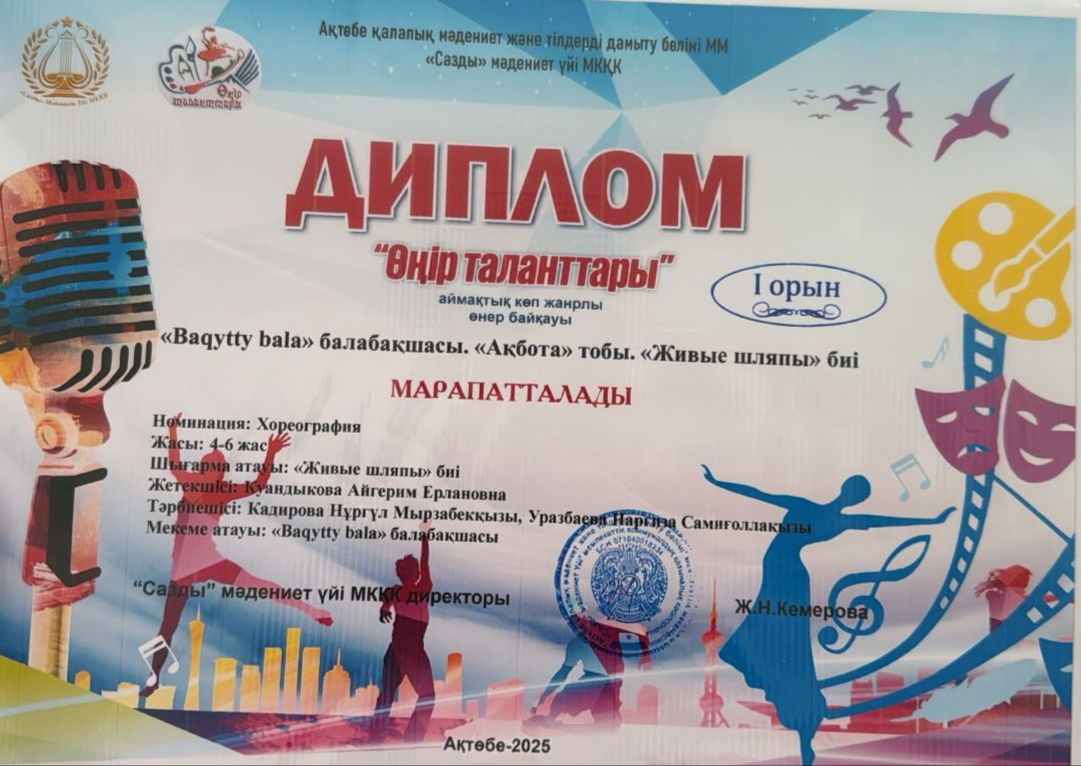 Ақтөбе қалалық мәдениет және тілдерді дамыту бөлімі ММ
«Сазды» мәдениет үйі МКҚК
Өңір
таланттары
ДИПЛОМ
"Өңір таланттары"
аймақтық көп жанрлы
өнер байқауы
I орын
«Baqytty bala» балабақшасы. «Ақбота» тобы. «Живые шляпы» биі
МАРАПАТТАЛАДЫ
Номинация: Хореография
Жасы: 4-6 жас
Шығарма атауы: «Живые шляпы» биі
Жетекшісі: Куандыкова Айгерим Ерлановна
Тәрбиешісі: Кадирова Нұргүл Мырзабекқызы, Уразбаева Наргиза Самиғоллақызы
Мекеме атауы: «Baqytty bala» балабақшасы
"Сазды" мәдениет үйі МКҚК директоры
Ж.Н.Кемерова
Ақтөбе-2025